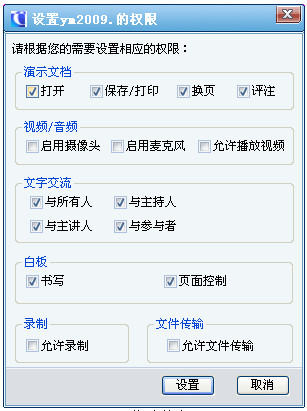 设置ym2009.的权限
请根据您的需要设置相应的权限：
演示文档
打开 保存/打印 换页 评注
视频/音频
启用摄像头 启用麦克风 允许播放视频
文字交流
与所有人 与主持人
与主讲人 与参与者
白板
书写 页面控制
录制 文件传输
允许录制 允许文件传输
设置 取消